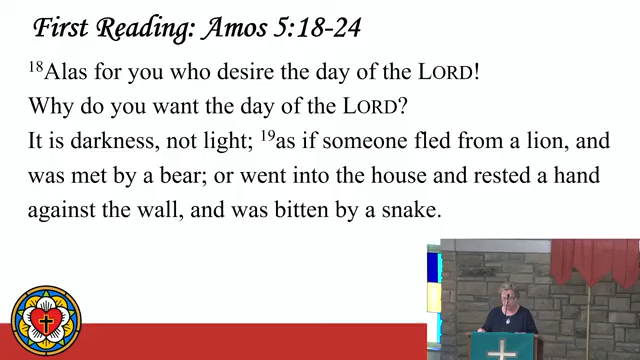 First Reading: Amos 5:18-24
18Alas for you who desire the day of the LORD!
Why do you want the day of the LORD?
It is darkness, not light; 19as if someone fled from a lion, and
was met by a bear; or went into the house and rested a hand
against the wall, and was bitten by a snake.